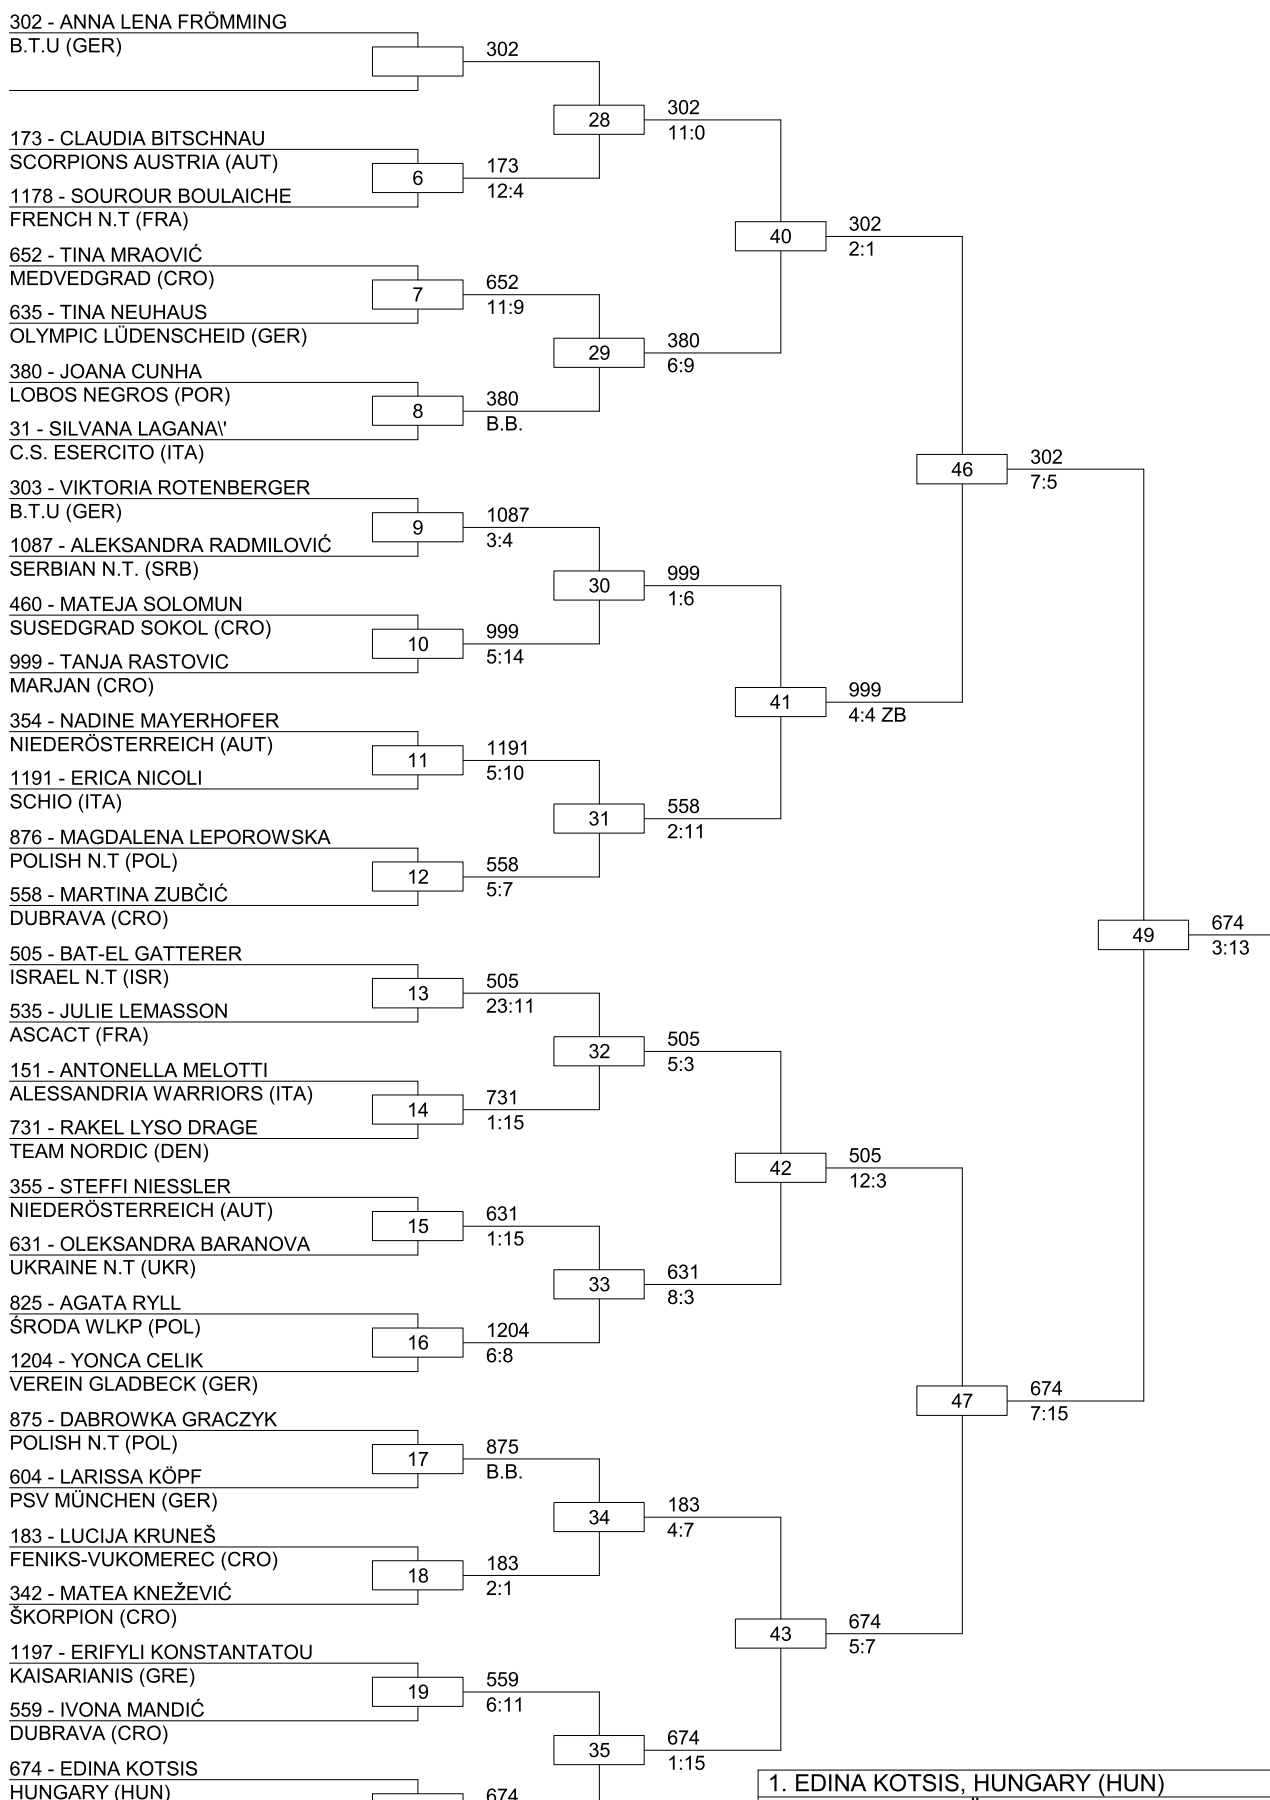 302 - ANNA LENA FRÖMMING
B.T.U (GER)
302
28
302
11:0
173 - CLAUDIA BITSCHNAU
SCORPIONS AUSTRIA (AUT)
6
173
12:4
1178 - SOUROUR BOULAICHE
FRENCH N.T (FRA)
40
302
2:1
652 - TINA MRAOVIĆ
MEDVEDGRAD (CRO)
7
652
11:9
635 - TINA NEUHAUS
OLYMPIC LÜDENSCHEID (GER)
29
380
6:9
380 - JOANA CUNHA
LOBOS NEGROS (POR)
8
380
B.B.
31 - SILVANA LAGANA\'
C.S. ESERCITO (ITA)
46
302
7:5
303 - VIKTORIA ROTENBERGER
B.T.U (GER)
9
1087
3:4
1087 - ALEKSANDRA RADMILOVIĆ
SERBIAN N.T. (SRB)
30
999
1:6
460 - MATEJA SOLOMUN
SUSEDGRAD SOKOL (CRO)
10
999
5:14
999 - TANJA RASTOVIC
MARJAN (CRO)
41
999
4:4 ZB
354 - NADINE MAYERHOFER
NIEDERÖSTERREICH (AUT)
11
1191
5:10
1191 - ERICA NICOLI
SCHIO (ITA)
31
558
2:11
876 - MAGDALENA LEPOROWSKA
POLISH N.T (POL)
12
558
5:7
558 - MARTINA ZUBČIĆ
DUBRAVA (CRO)
49
674
3:13
505 - BAT-EL GATTERER
ISRAEL N.T (ISR)
13
505
23:11
535 - JULIE LEMASSON
ASCACT (FRA)
32
505
5:3
151 - ANTONELLA MELOTTI
ALESSANDRIA WARRIORS (ITA)
14
731
1:15
731 - RAKEL LYSO DRAGE
TEAM NORDIC (DEN)
42
505
12:3
355 - STEFFI NIESSLER
NIEDERÖSTERREICH (AUT)
15
631
1:15
631 - OLEKSANDRA BARANOVA
UKRAINE N.T (UKR)
33
631
8:3
825 - AGATA RYLL
ŚRODA WLKP (POL)
16
1204
6:8
1204 - YONCA CELIK
VEREIN GLADBECK (GER)
47
674
7:15
875 - DABROWKA GRACZYK
POLISH N.T (POL)
17
875
B.B.
604 - LARISSA KÖPF
PSV MÜNCHEN (GER)
34
183
4:7
183 - LUCIJA KRUNEŠ
FENIKS-VUKOMEREC (CRO)
18
183
2:1
342 - MATEA KNEŽEVIĆ
ŠKORPION (CRO)
43
674
5:7
1197 - ERIFYLI KONSTANTATOU
KAISARIANIS (GRE)
19
559
6:11
559 - IVONA MANDIĆ
DUBRAVA (CRO)
35
674
1:15
674 - EDINA KOTSIS
HUNGARY (HUN)
674
1. EDINA KOTSIS, HUNGARY (HUN)